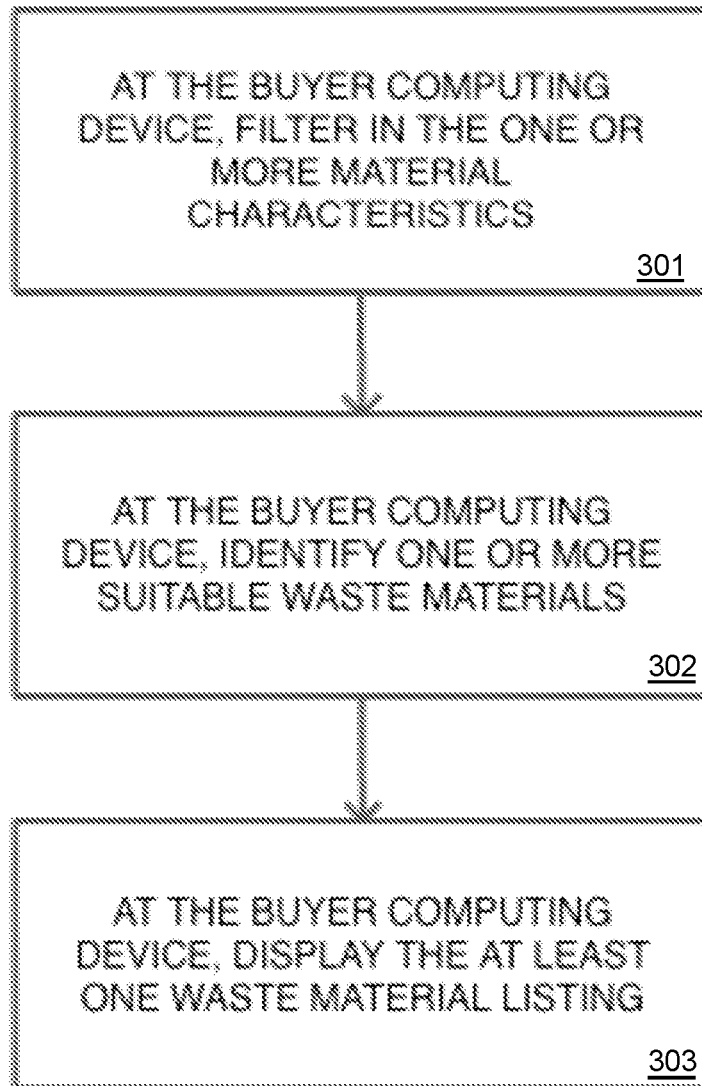 AT THE BUYER COMPUTING
DEVICE, FILTER IN THE ONE OR
MORE MATERIAL
CHARACTERISTICS
301
AT THE BUYER COMPUTING
DEVICE, IDENTIFY ONE OR MORE
SUITABLE WASTE MATERIALS
302
AT THE BUYER COMPUTING
DEVICE, DISPLAY THE AT LEAST
ONE WASTE MATERIAL LISTING
303